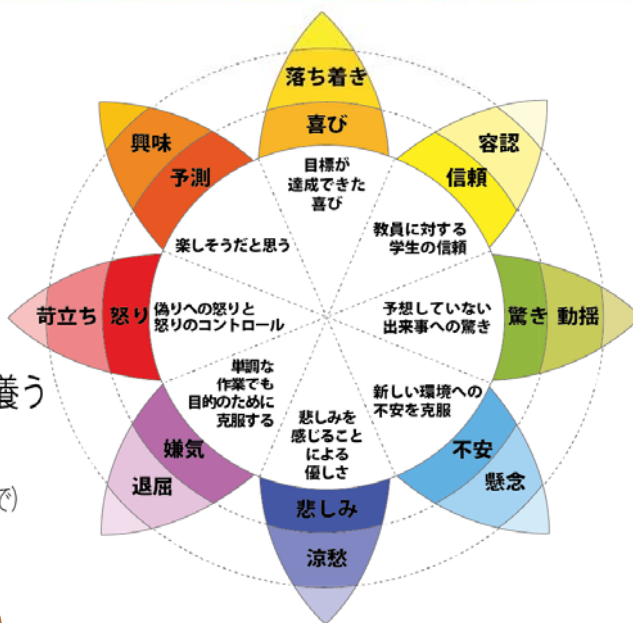 落ち着き
喜び
目標が
達成できた
喜び
容認
信頼
教員に対する
学生の信頼
驚き
動揺
予想していない
出来事への驚き
不安
懸念
新しい環境への
不安を克服
悲しみ
涼愁
悲しみを
感じること
による
優しさ
嫌気
退屈
単調な
作業でも
目的のために
克服する
苛立ち
怒り
偽りへの怒りと
怒りのコントロール
興味
予測
楽しそうだと思う
養う
で)